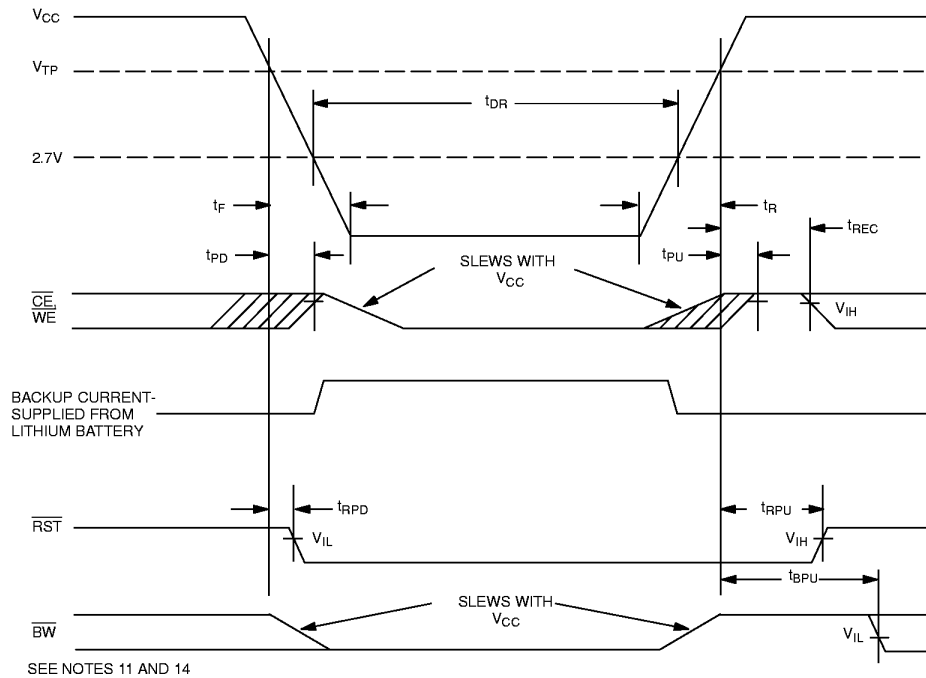 VCC
VTP
tDR
2.7V
tF
tR
tREC
tPD
tPU
SLEWS WITH
VCC
CE,
WE
VIH
BACKUP CURRENT-
SUPPLIED FROM
LITHIUM BATTERY
tRPD
tRPU
RST
VIL
VIH
tBPU
SLEWS WITH
VCC
BW
VIL
SEE NOTES 11 AND 14